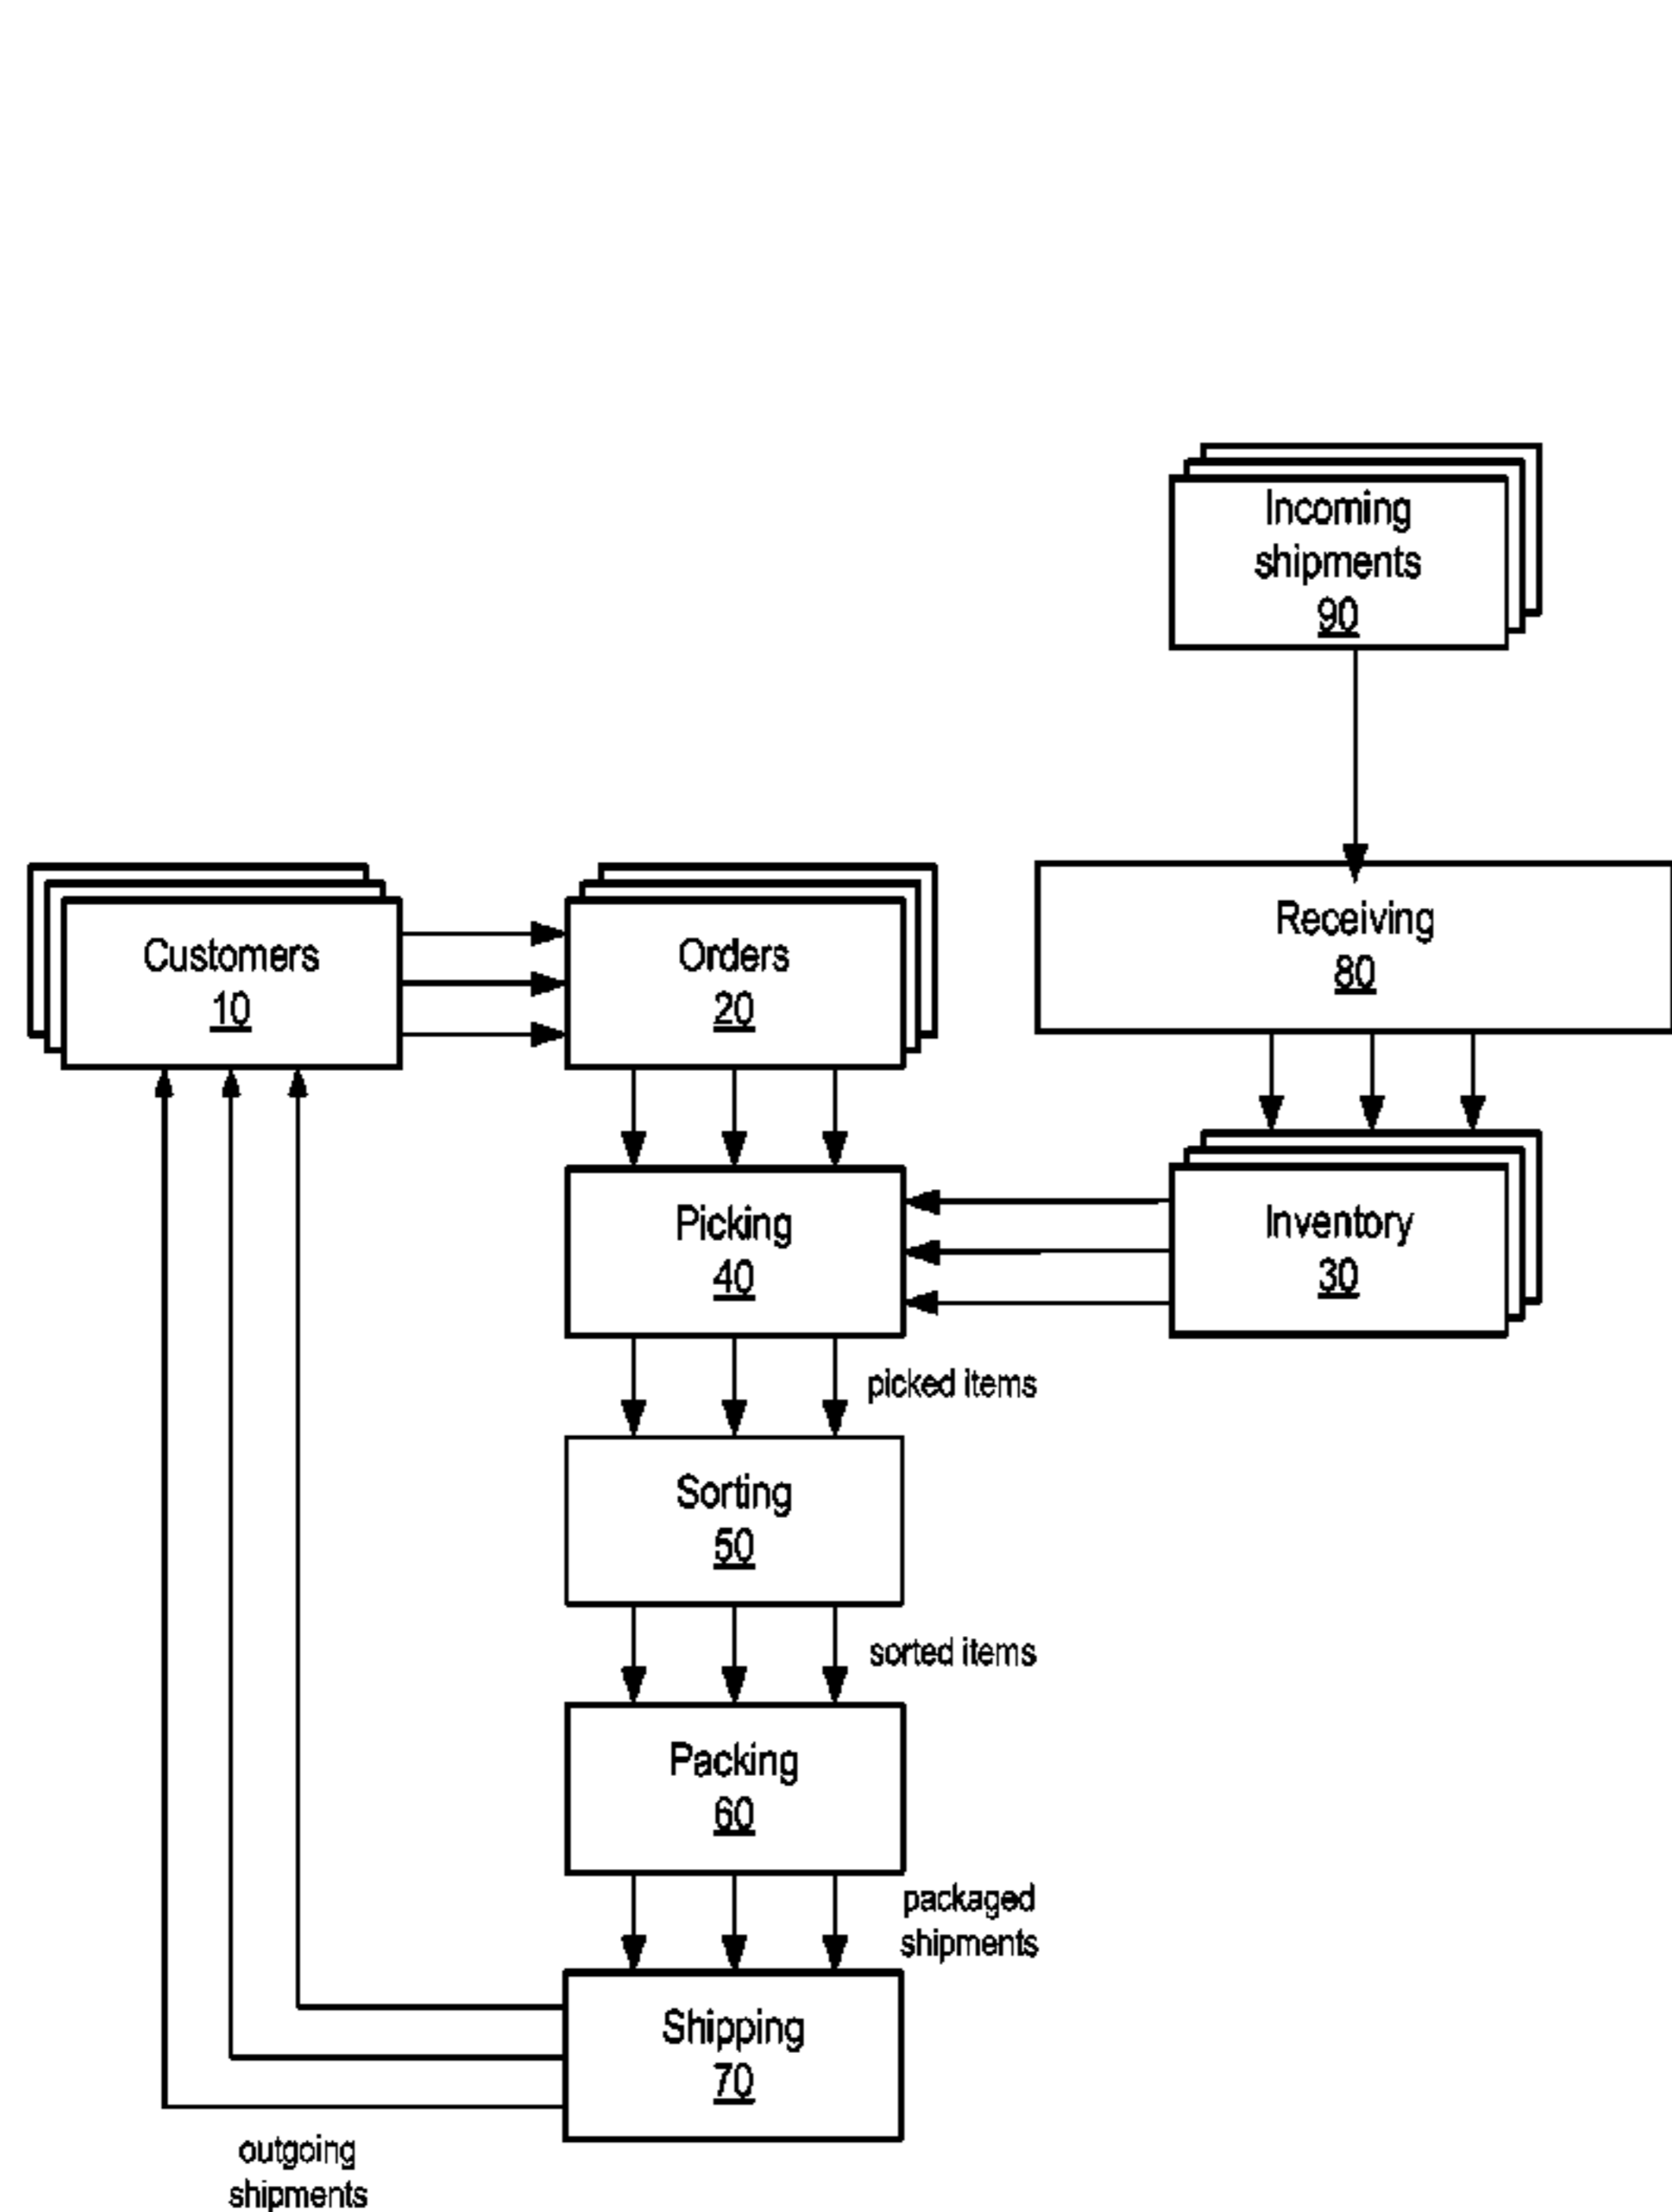 Incoming
shipments
90
Customers
10
Orders
20
Receiving
80
Picking
40
Inventory
30
picked items
Sorting
50
sorted items
Packing
60
packaged
shipments
Shipping
70
outgoing
shipments